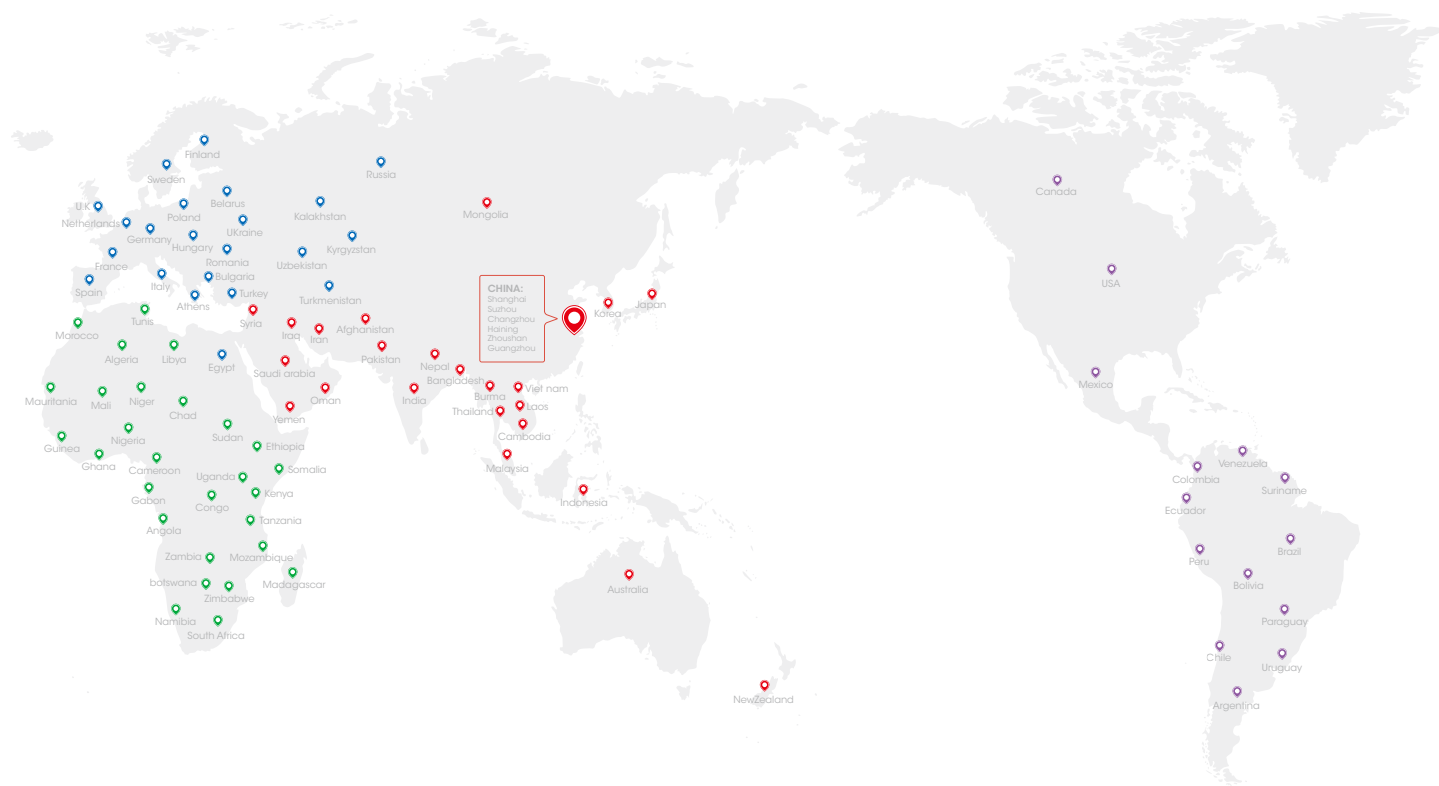 Finland
Sweden
Russia
Belarus
U.K
Poland
Kalakhstan
Mongolia
Canada
Netherlands
UKraine
Germany
Hungary
Kyrgyzstan
France
Romania
Uzbekistan
Bulgaria
USA
Italy
Spain
Athens
Turkey
Turkmenistan
CHINA:
Shanghai
Suzhou
Changzhou
Haining
Zhoushan
Guangzhou
Korea
Japan
Tunis
Syria
Morocco
Iraq
Iran
Afghanistan
Algeria
Libya
Egypt
Pakistan
Nepal
Saudi arabia
Bangladesh
Mexico
Mauritania
Mali
Niger
Oman
India
Burma
Viet nam
Chad
Yemen
Thailand
Laos
Sudan
Cambodia
Nigeria
Guinea
Ethiopia
Ghana
Cameroon
Somalia
Malaysia
Venezuela
Uganda
Colombia
Suriname
Gabon
Congo
Kenya
Indonesia
Ecuador
Angola
Tanzania
Zambia
Mozambique
Peru
Brazil
botswana
Zimbabwe
Madagascar
Australia
Bolivia
Namibia
South Africa
Paraguay
Chile
Uruguay
NewZealand
Argentina